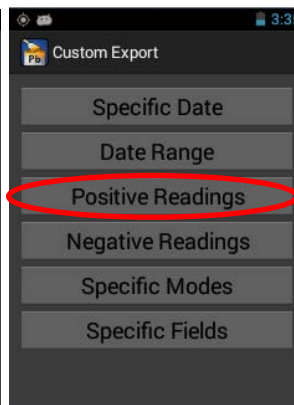 3:3
Pb
Custom Export
Specific Date
Date Range
Positive Readings
Negative Readings
Specific Modes
Specific Fields